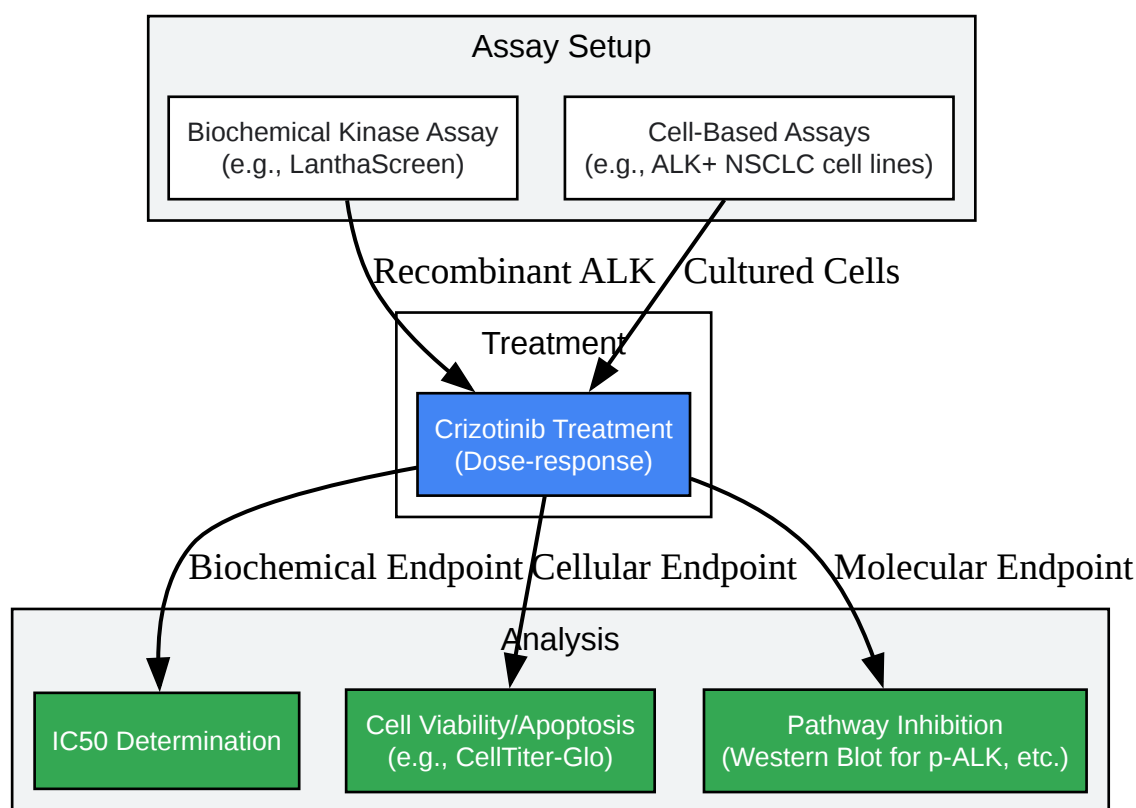 Assay Setup
Biochemical Kinase Assay
(e.g., LanthaScreen)
Cell-Based Assays
(e.g., ALK+ NSCLC cell lines)
Recombinant ALK
Cultured Cells
Treatment
Crizotinib Treatment
(Dose-response)
Biochemical Endpoint
Cellular Endpoint
Molecular Endpoint
Analysis
IC50 Determination
Cell Viability/Apoptosis
(e.g., CellTiter-Glo)
Pathway Inhibition
(Western Blot for p-ALK, etc.)